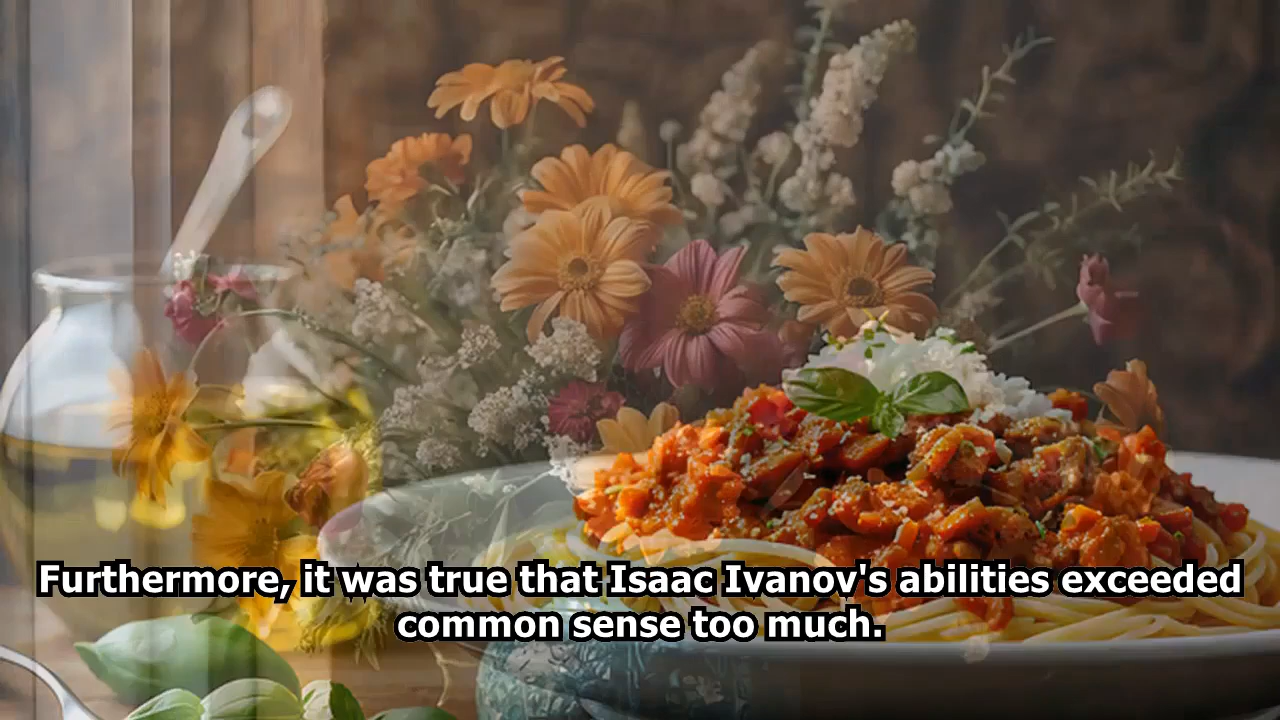 Furthermore, it was true that Isaac Ivanov's abilities exceeded
common sense too much.